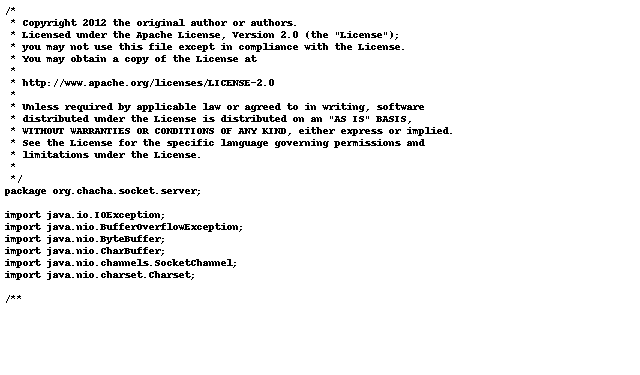 /*
 * Copyright 2012 the original author or authors.
 * Licensed under the Apache License, Version 2.0 (the "License");
 * you may not use this file except in compliance with the License.
 * You may obtain a copy of the License at
 *
 * http://www.apache.org/licenses/LICENSE-2.0
 *
 * Unless required by applicable law or agreed to in writing, software
 * distributed under the License is distributed on an "AS IS" BASIS,
 * WITHOUT WARRANTIES OR CONDITIONS OF ANY KIND, either express or implied.
 * See the License for the specific language governing permissions and
 * limitations under the License.
 *
 */
package org.chacha.socket.server;

import java.io.IOException;
import java.nio.BufferOverflowException;
import java.nio.ByteBuffer;
import java.nio.CharBuffer;
import java.nio.channels.SocketChannel;
import java.nio.charset.Charset;

/**